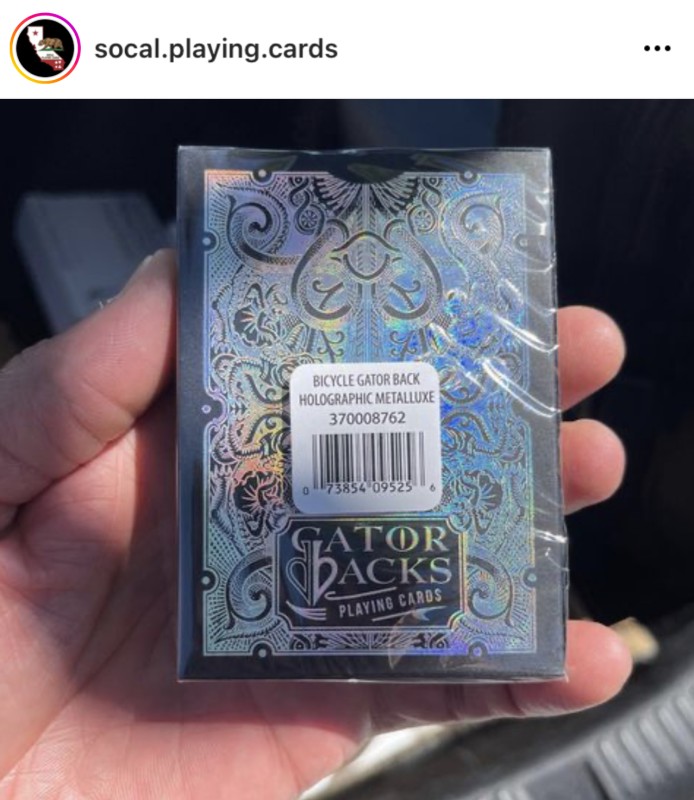 socal.playing.cards
BICYCLE GATOR BACK
HOLOGRAPHIC METALLUXE
370008762
0 73854 09525 6
GATOR
BACKS
PLAYING CARDS